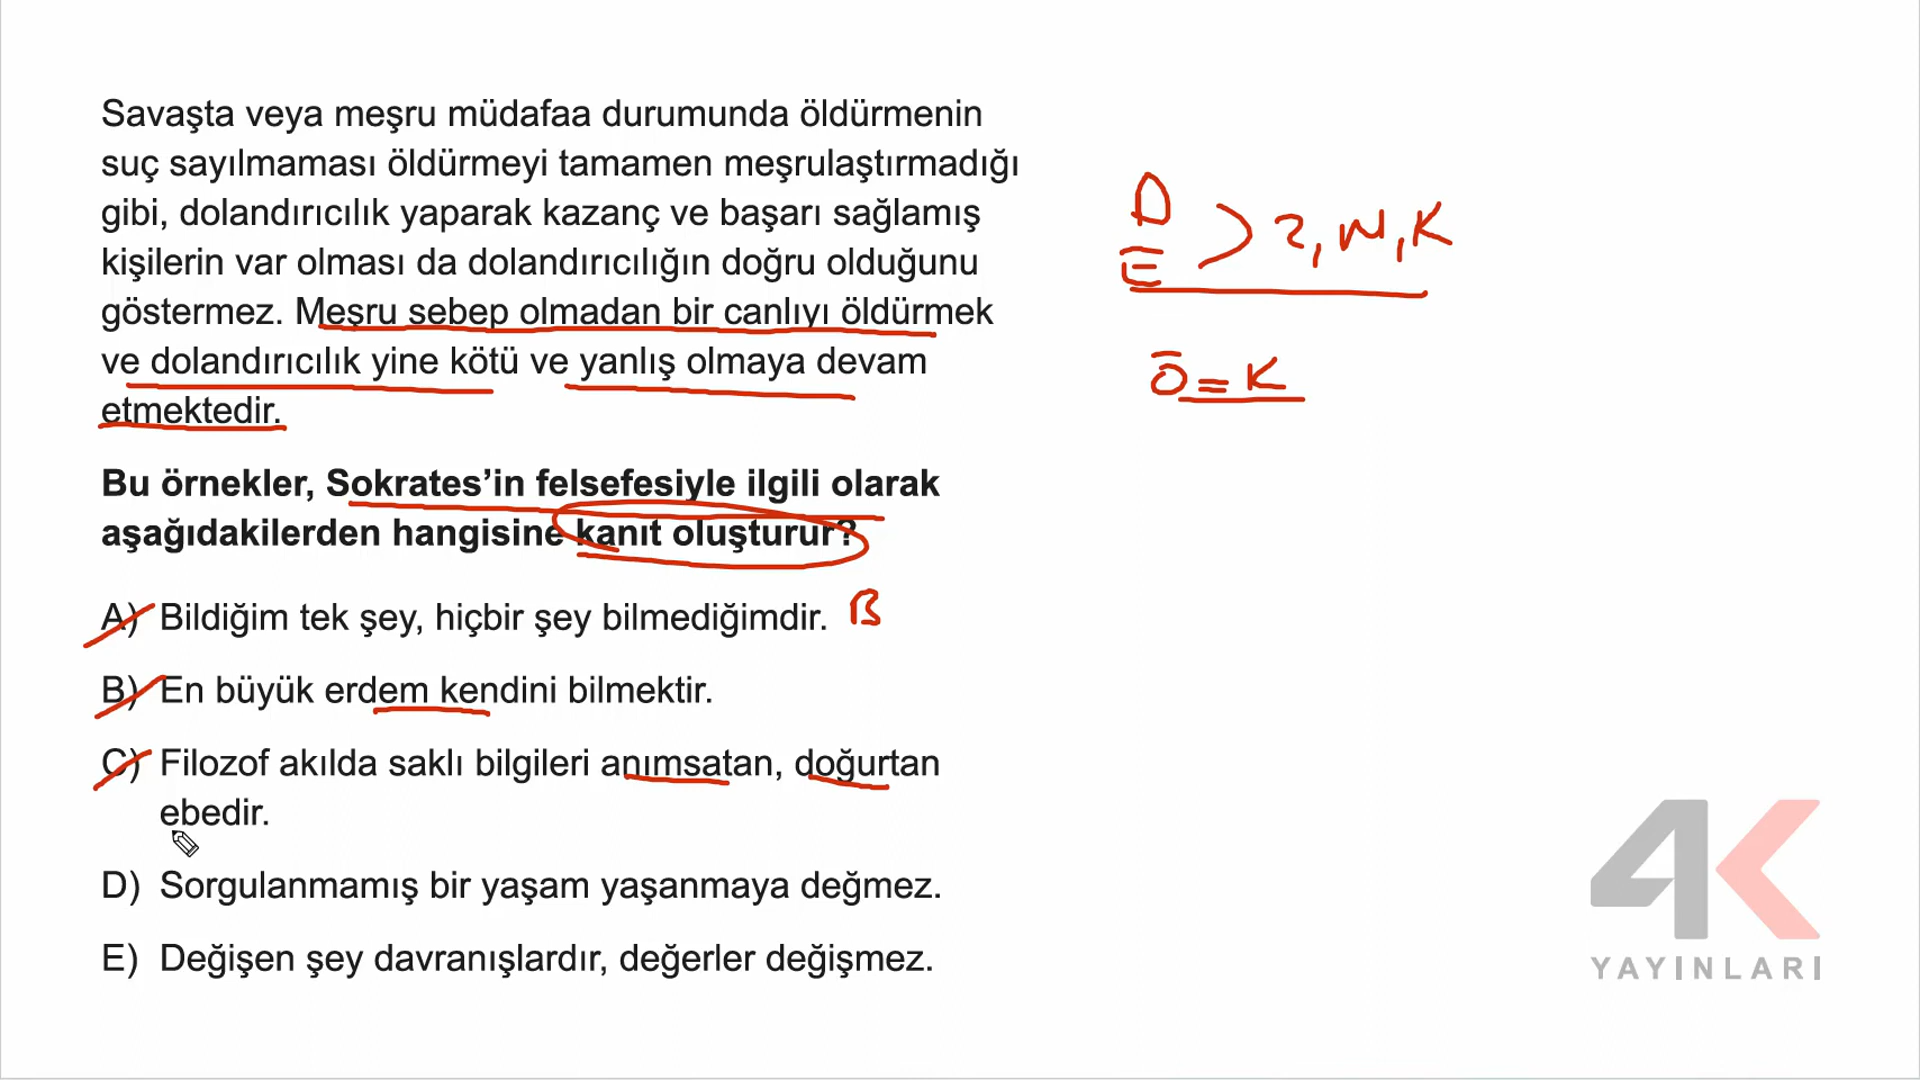 Savaşta veya meşru müdafaa durumunda öldürmenin
suç sayılmaması öldürmeyi tamamen meşrulaştırmadığı
gibi, dolandırıcılık yaparak kazanç ve başarı sağlamış
kişilerin var olması da dolandırıcılığın doğru olduğunu
göstermez. Meşru sebep olmadan bir canlıyı öldürmek
ve dolandırıcılık yine kötü ve yanlış olmaya devam
etmektedir.
Bu örnekler, Sokrates'in felsefesiyle ilgili olarak
aşağıdakilerden hangisine kanıt oluşturur?
A) Bildiğim tek şey, hiçbir şey bilmediğimdir. B
B) En büyük erdem kendini bilmektir.
C) Filozof akılda saklı bilgileri anımsatan, doğurtan
ebedir.
D) Sorgulanmamış bir yaşam yaşanmaya değmez.
E) Değişen şey davranışlardır, değerler değişmez.
D
E
Ö = K
4K
YAYINLARI